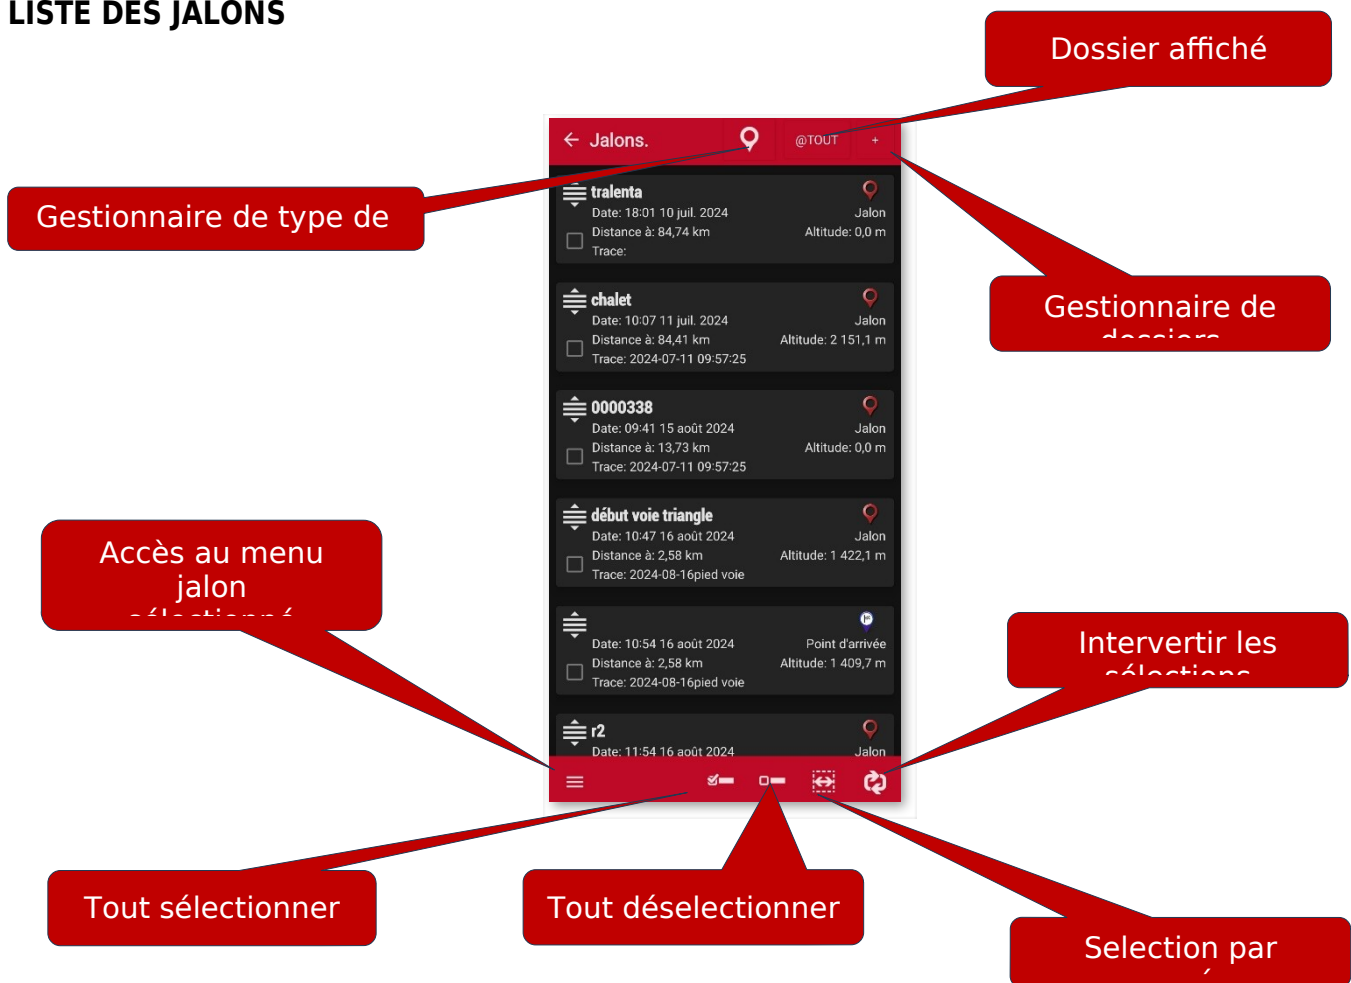 LISTE DES JALONS
Dossier affiché
Jalons.
@TOUT
+
Gestionnaire de type de
tralenta
Date: 18:01 10 juil. 2024
Jalon
Distance à: 84,74 km
Altitude: 0,0 m
Trace:
Gestionnaire de
dossiers
chalet
Date: 10:07 11 juil. 2024
Jalon
Distance à: 84,41 km
Altitude: 2 151,1 m
Trace: 2024-07-11 09:57:25
0000338
Date: 09:41 15 août 2024
Jalon
Distance à: 13,73 km
Altitude: 0,0 m
Trace: 2024-07-11 09:57:25
début voie triangle
Date: 10:47 16 août 2024
Jalon
Distance à: 2,58 km
Altitude: 1 422,1 m
Trace: 2024-08-16pied voie
Accès au menu
jalon
sélectionné
Date: 10:54 16 août 2024
Point d'arrivée
Distance à: 2,58 km
Altitude: 1 409,7 m
Trace: 2024-08-16pied voie
Intervertir les
sélections
r2
Date: 11:54 16 août 2024
Jalon
Tout sélectionner
Tout déselectionner
Selection par